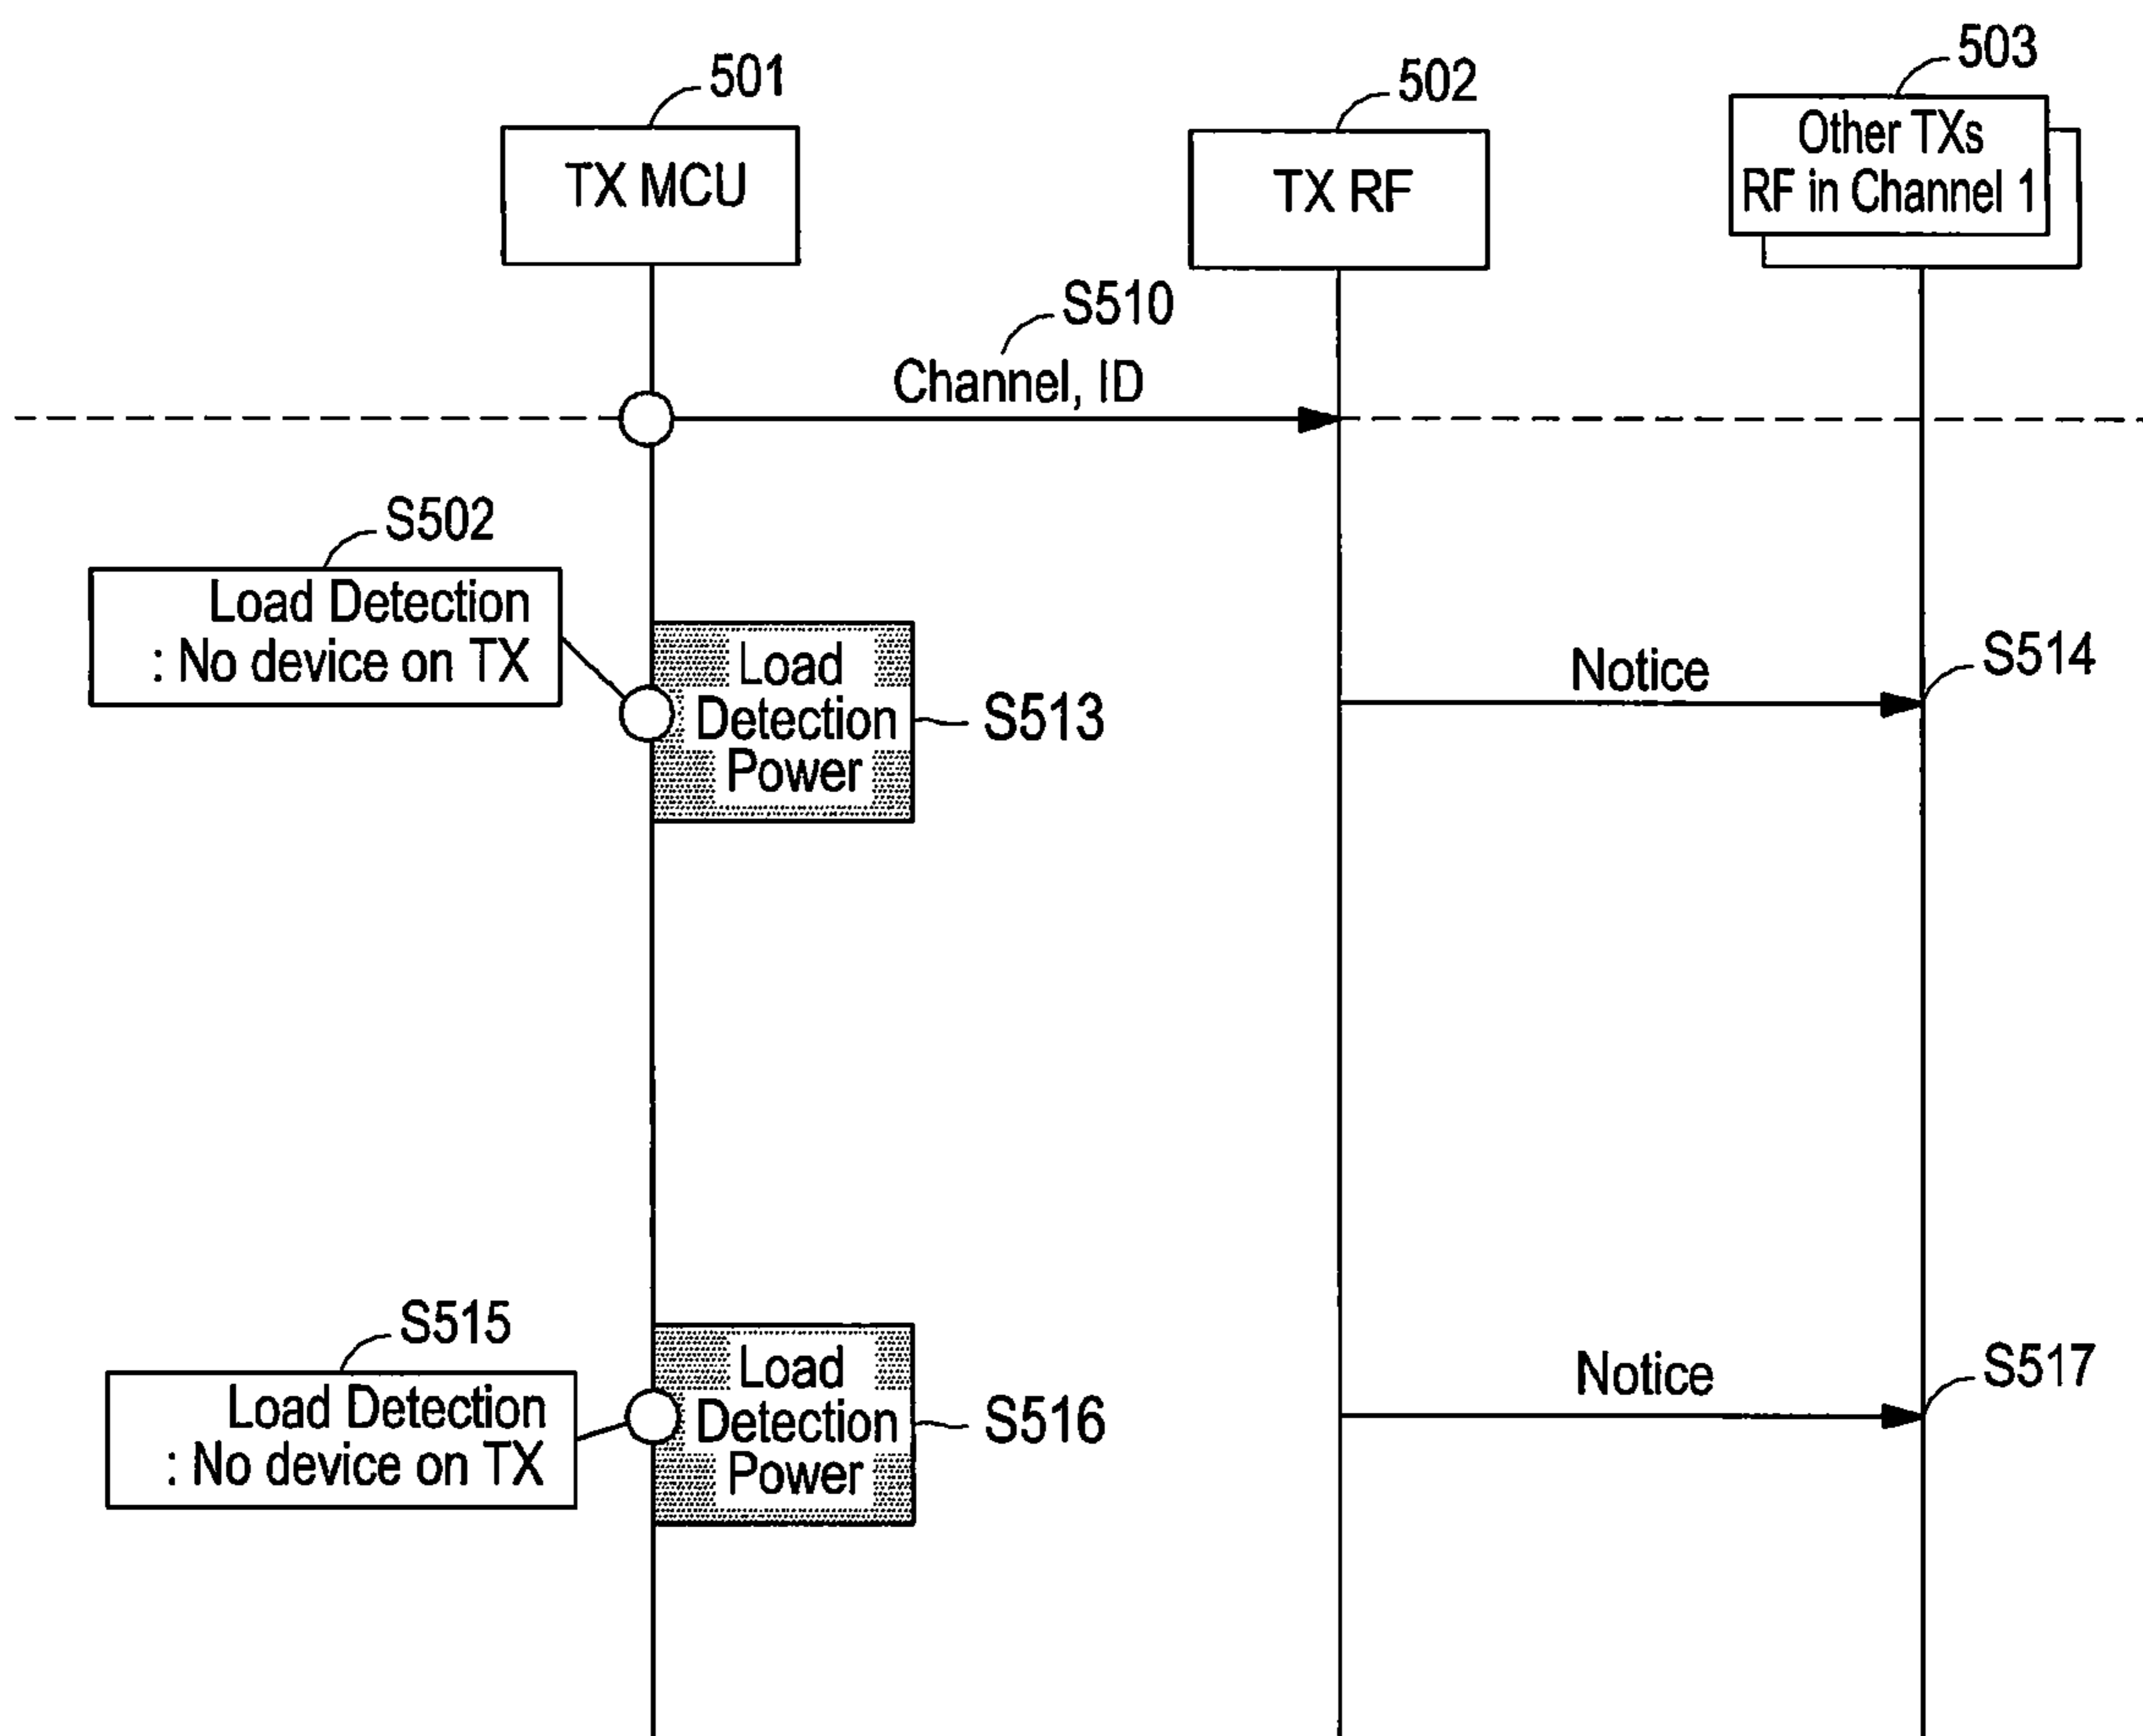 501
502
503
TX MCU
TX RF
Other TXs
RF in Channel 1
S510
Channel, ID
S502
Load Detection
: No device on TX
Load
Detection
Power
S513
Notice
S514
S515
Load Detection
: No device on TX
Load
Detection
Power
S516
Notice
S517